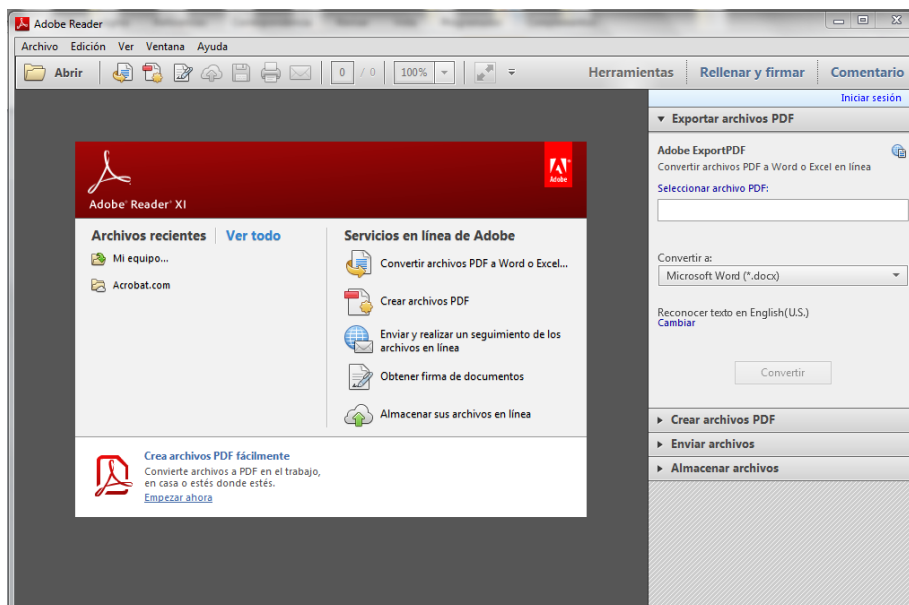 Adobe Reader
Archivo Edición Ver Ventana Ayuda
Abrir 0 / 0 100% Herramientas Rellenar y firmar Comentario
Iniciar sesión
Exportar archivos PDF
Adobe ExportPDF
Convertir archivos PDF a Word o Excel en línea
Seleccionar archivo PDF:
Convertir a:
Microsoft Word (*.docx)
Reconocer texto en English(U.S.)
Cambiar
Convertir
Crear archivos PDF
Enviar archivos
Almacenar archivos
Adobe
Adobe® Reader® XI
Archivos recientes Ver todo
Mi equipo...
Acrobat.com
Servicios en línea de Adobe
Convertir archivos PDF a Word o Excel...
Crear archivos PDF
Enviar y realizar un seguimiento de los
archivos en línea
Obtener firma de documentos
Almacenar sus archivos en línea
Crea archivos PDF fácilmente
Convierte archivos a PDF en el trabajo,
en casa o estés donde estés.
Empezar ahora